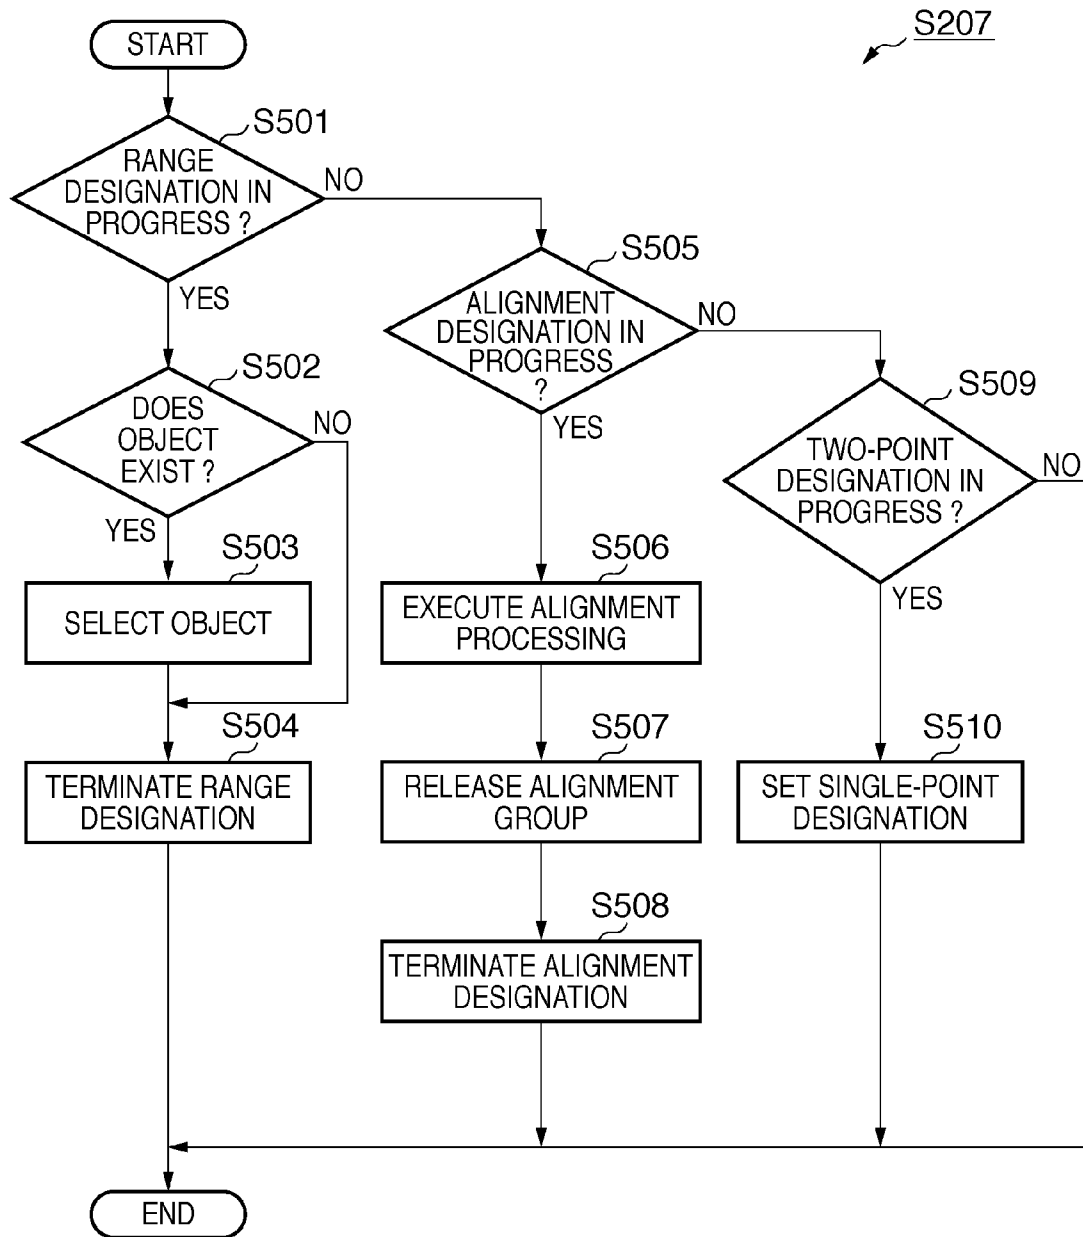 START
S207
S501
RANGE
DESIGNATION IN
PROGRESS ?
NO
YES
S505
ALIGNMENT
DESIGNATION IN
PROGRESS
?
NO
YES
S502
DOES
OBJECT
EXIST ?
NO
YES
S509
TWO-POINT
DESIGNATION IN
PROGRESS ?
NO
YES
S503
SELECT OBJECT
S506
EXECUTE ALIGNMENT
PROCESSING
S504
TERMINATE RANGE
DESIGNATION
S507
RELEASE ALIGNMENT
GROUP
S510
SET SINGLE-POINT
DESIGNATION
S508
TERMINATE ALIGNMENT
DESIGNATION
END